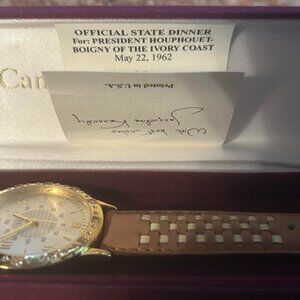 OFFICIAL STATE DINNER
For: PRESIDENT HOUPHOUET-
BOIGNY OF THE IVORY COAST
May 22, 1962
Printed in U.S.A.
With best wishes
Jacqueline Kennedy
Cam